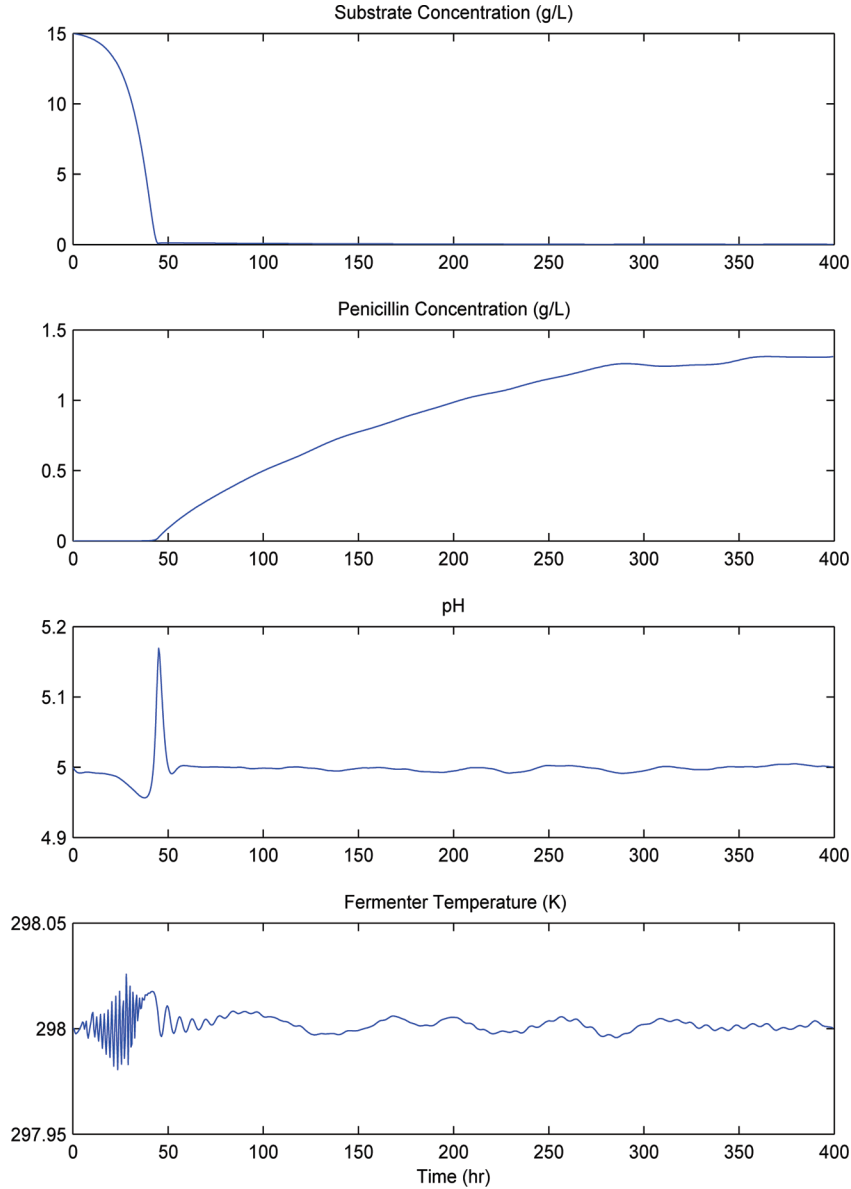 Substrate Concentration (g/L)
15
10
5
0
0 50 100 150 200 250 300 350 400
Penicillin Concentration (g/L)
1.5
1
0.5
0
0 50 100 150 200 250 300 350 400
pH
5.2
5.1
5
4.9
0 50 100 150 200 250 300 350 400
Fermenter Temperature (K)
298.05
298
297.95
0 50 100 150 200 250 300 350 400
Time (hr)